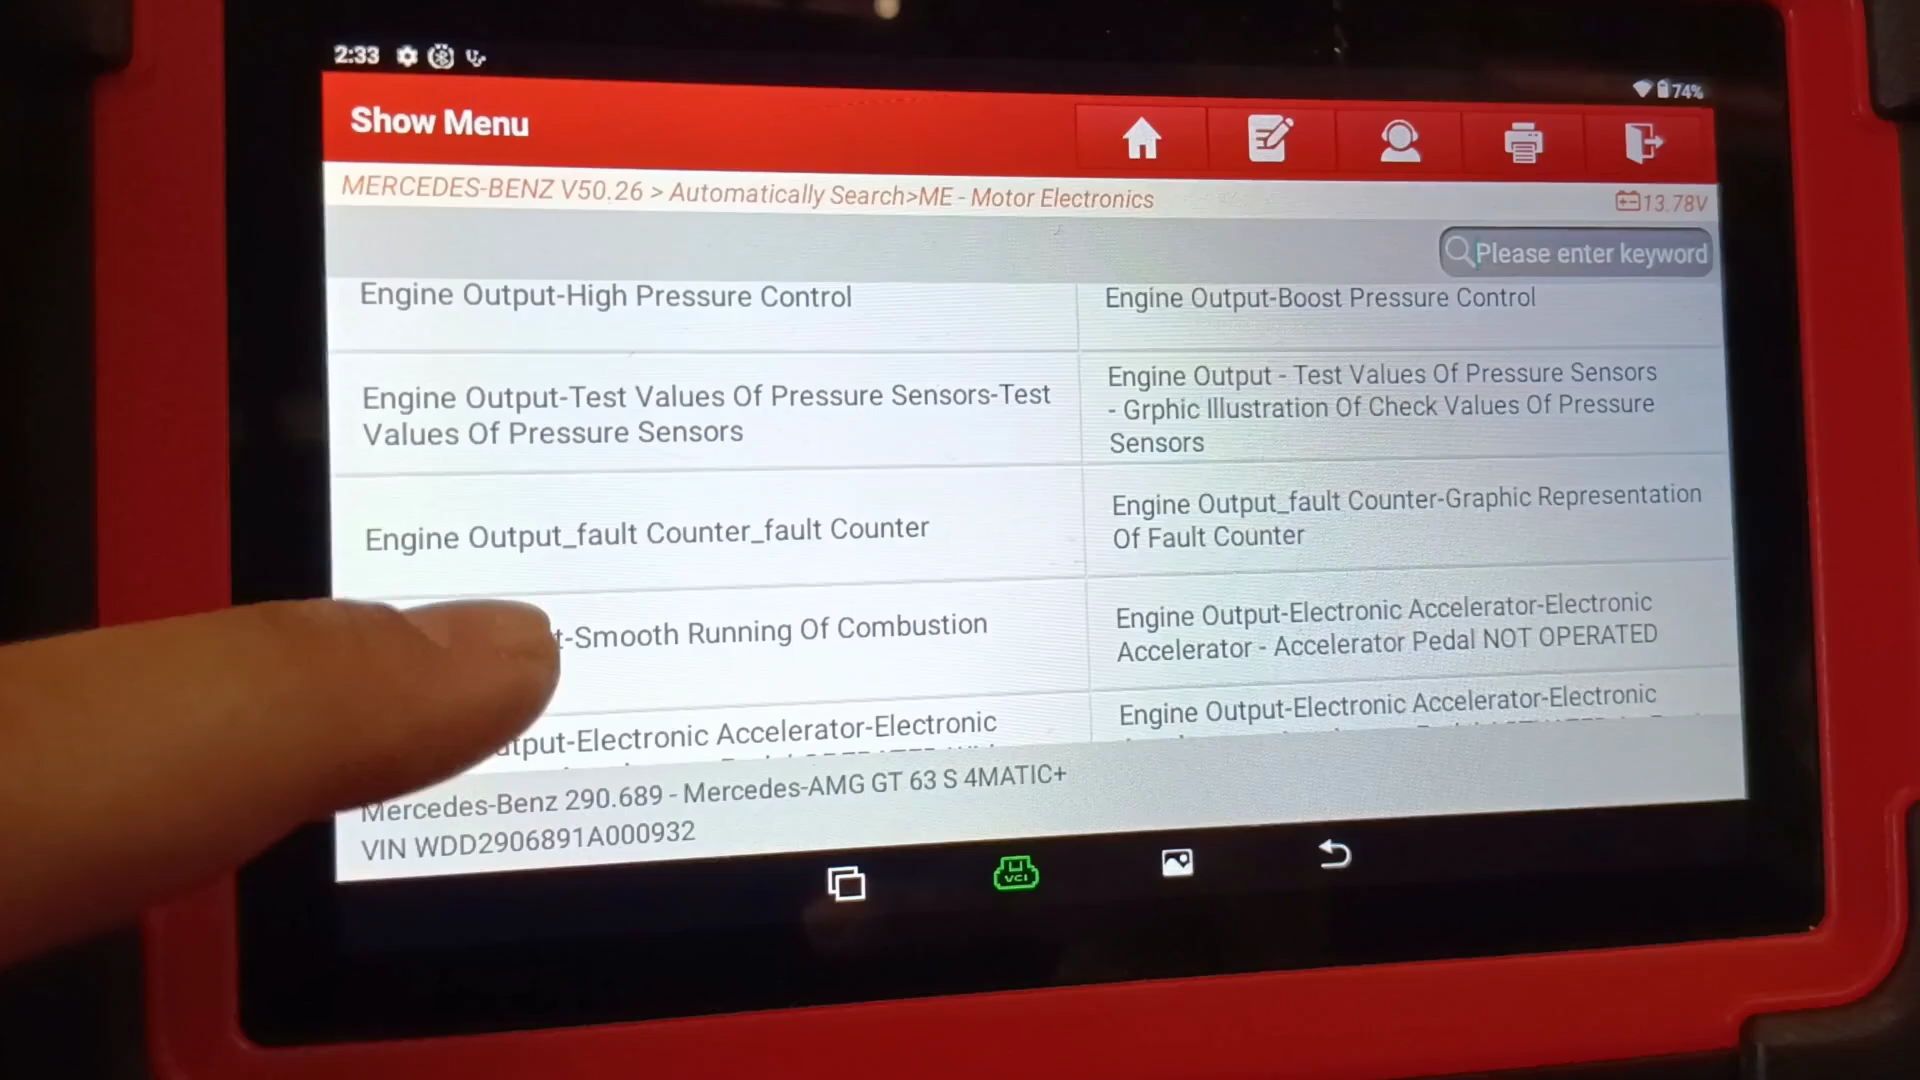 2:33
74%
Show Menu
MERCEDES-BENZ V50.26 > Automatically Search>ME - Motor Electronics
13.78V
Please enter keyword
Engine Output-High Pressure Control
Engine Output-Boost Pressure Control
Engine Output-Test Values Of Pressure Sensors-Test
Values Of Pressure Sensors
Engine Output - Test Values Of Pressure Sensors
- Grphic Illustration Of Check Values Of Pressure
Sensors
Engine Output_fault Counter_fault Counter
Engine Output_fault Counter-Graphic Representation
Of Fault Counter
t-Smooth Running Of Combustion
Engine Output-Electronic Accelerator-Electronic
Accelerator - Accelerator Pedal NOT OPERATED
utput-Electronic Accelerator-Electronic
Engine Output-Electronic Accelerator-Electronic
Mercedes-Benz 290.689 - Mercedes-AMG GT 63 S 4MATIC+
VIN WDD2906891A000932
VCI